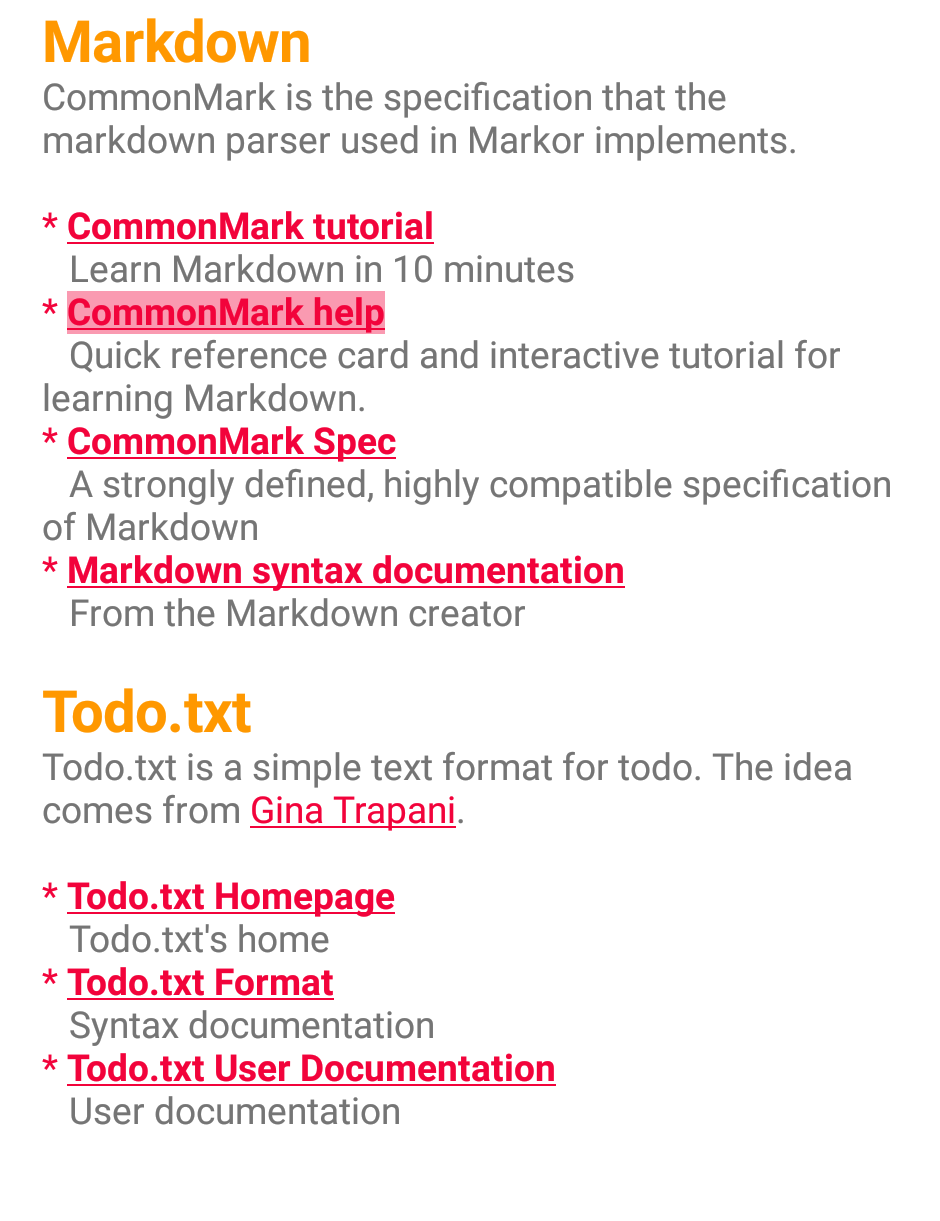 Markdown
CommonMark is the specification that the
markdown parser used in Markor implements.
* CommonMark tutorial
Learn Markdown in 10 minutes
* CommonMark help
Quick reference card and interactive tutorial for
learning Markdown.
* CommonMark Spec
A strongly defined, highly compatible specification
of Markdown
* Markdown syntax documentation
From the Markdown creator
Todo.txt
Todo.txt is a simple text format for todo. The idea
comes from Gina Trapani.
* Todo.txt Homepage
Todo.txt's home
* Todo.txt Format
Syntax documentation
* Todo.txt User Documentation
User documentation